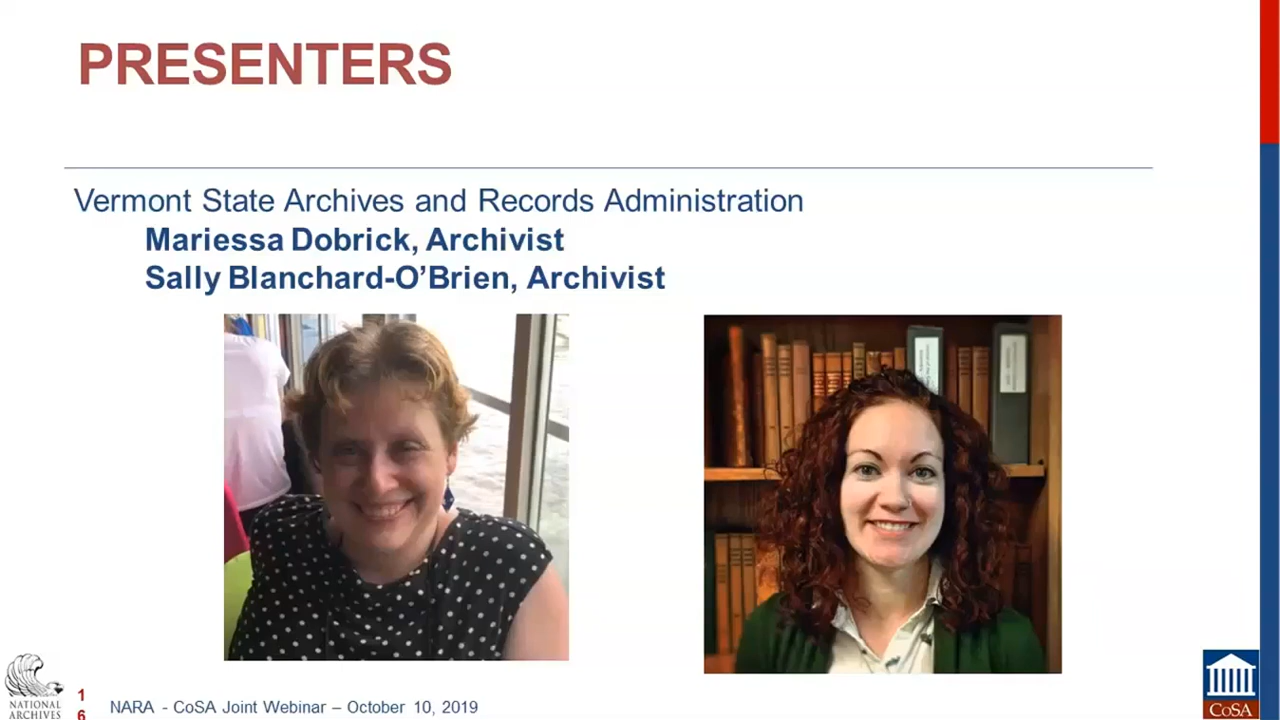 PRESENTERS
Vermont State Archives and Records Administration
Mariessa Dobrick, Archivist
Sally Blanchard-O’Brien, Archivist
NATIONAL
ARCHIVES
1
6
NARA - CoSA Joint Webinar – October 10, 2019
CoSA